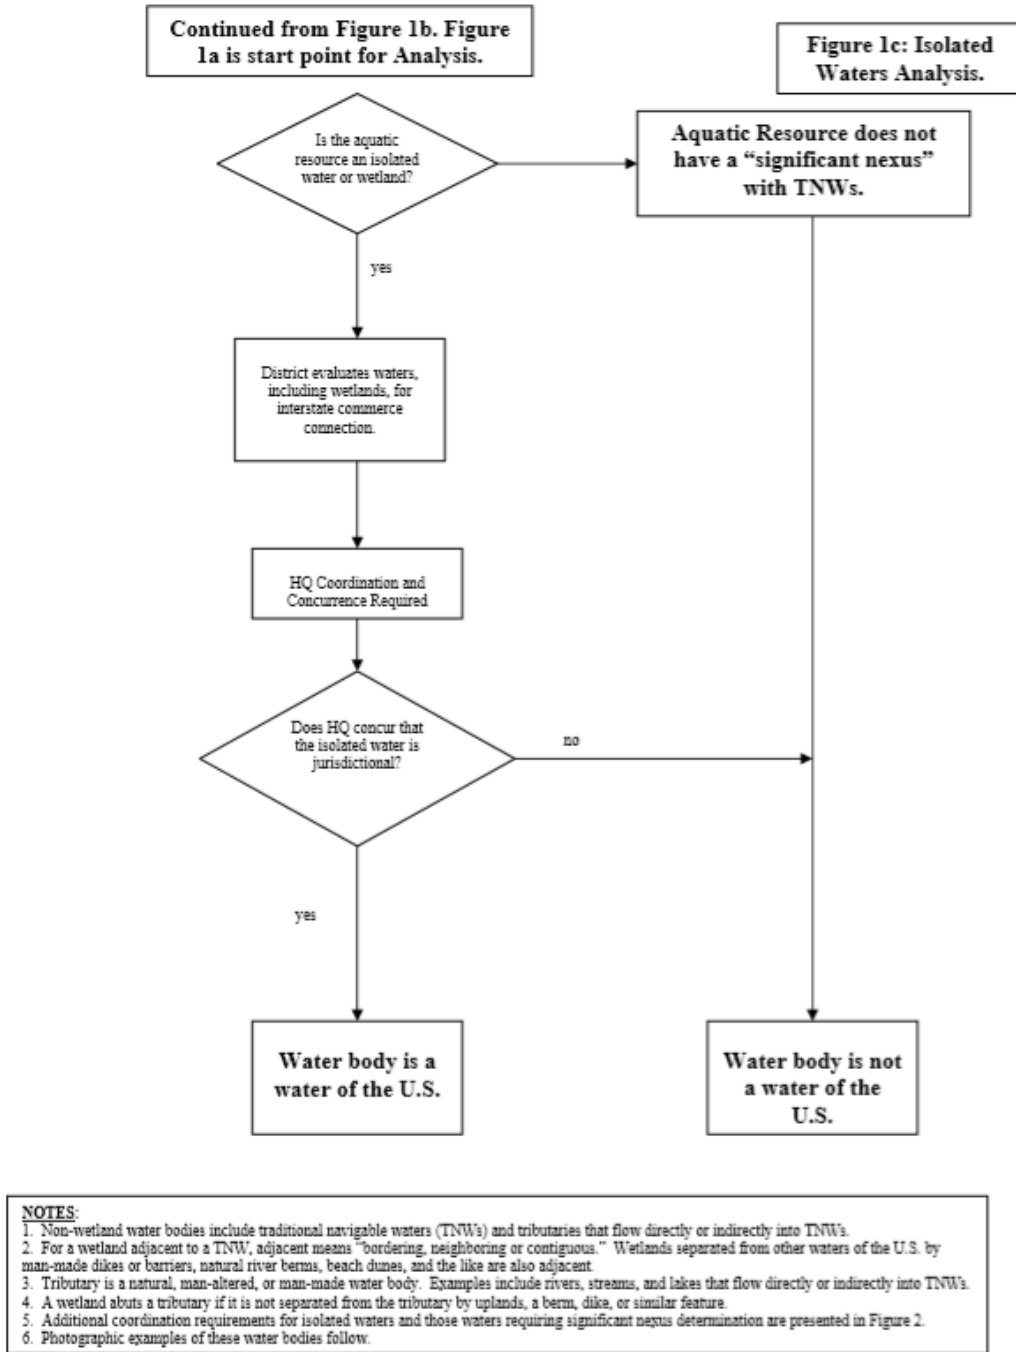 Continued from Figure 1b. Figure
1a is start point for Analysis.
Figure 1c: Isolated
Waters Analysis.
Is the aquatic
resource an isolated
water or wetland?
Aquatic Resource does not
have a “significant nexus”
with TNWs.
yes
District evaluates waters,
including wetlands, for
interstate commerce
connection.
HQ Coordination and
Concurrence Required
Does HQ concur that
the isolated water is
jurisdictional?
no
yes
Water body is a
water of the U.S.
Water body is not
a water of the
U.S.
NOTES:
1. Non-wetland water bodies include traditional navigable waters (TNWs) and tributaries that flow directly or indirectly into TNWs.
2. For a wetland adjacent to a TNW, adjacent means “bordering, neighboring or contiguous.” Wetlands separated from other waters of the U.S. by
man-made dikes or barriers, natural river berms, beach dunes, and the like are also adjacent.
3. Tributary is a natural, man-altered, or man-made water body. Examples include rivers, streams, and lakes that flow directly or indirectly into TNWs.
4. A wetland abuts a tributary if it is not separated from the tributary by uplands, a berm, dike, or similar feature.
5. Additional coordination requirements for isolated waters and those waters requiring significant nexus determination are presented in Figure 2.
6. Photographic examples of these water bodies follow.